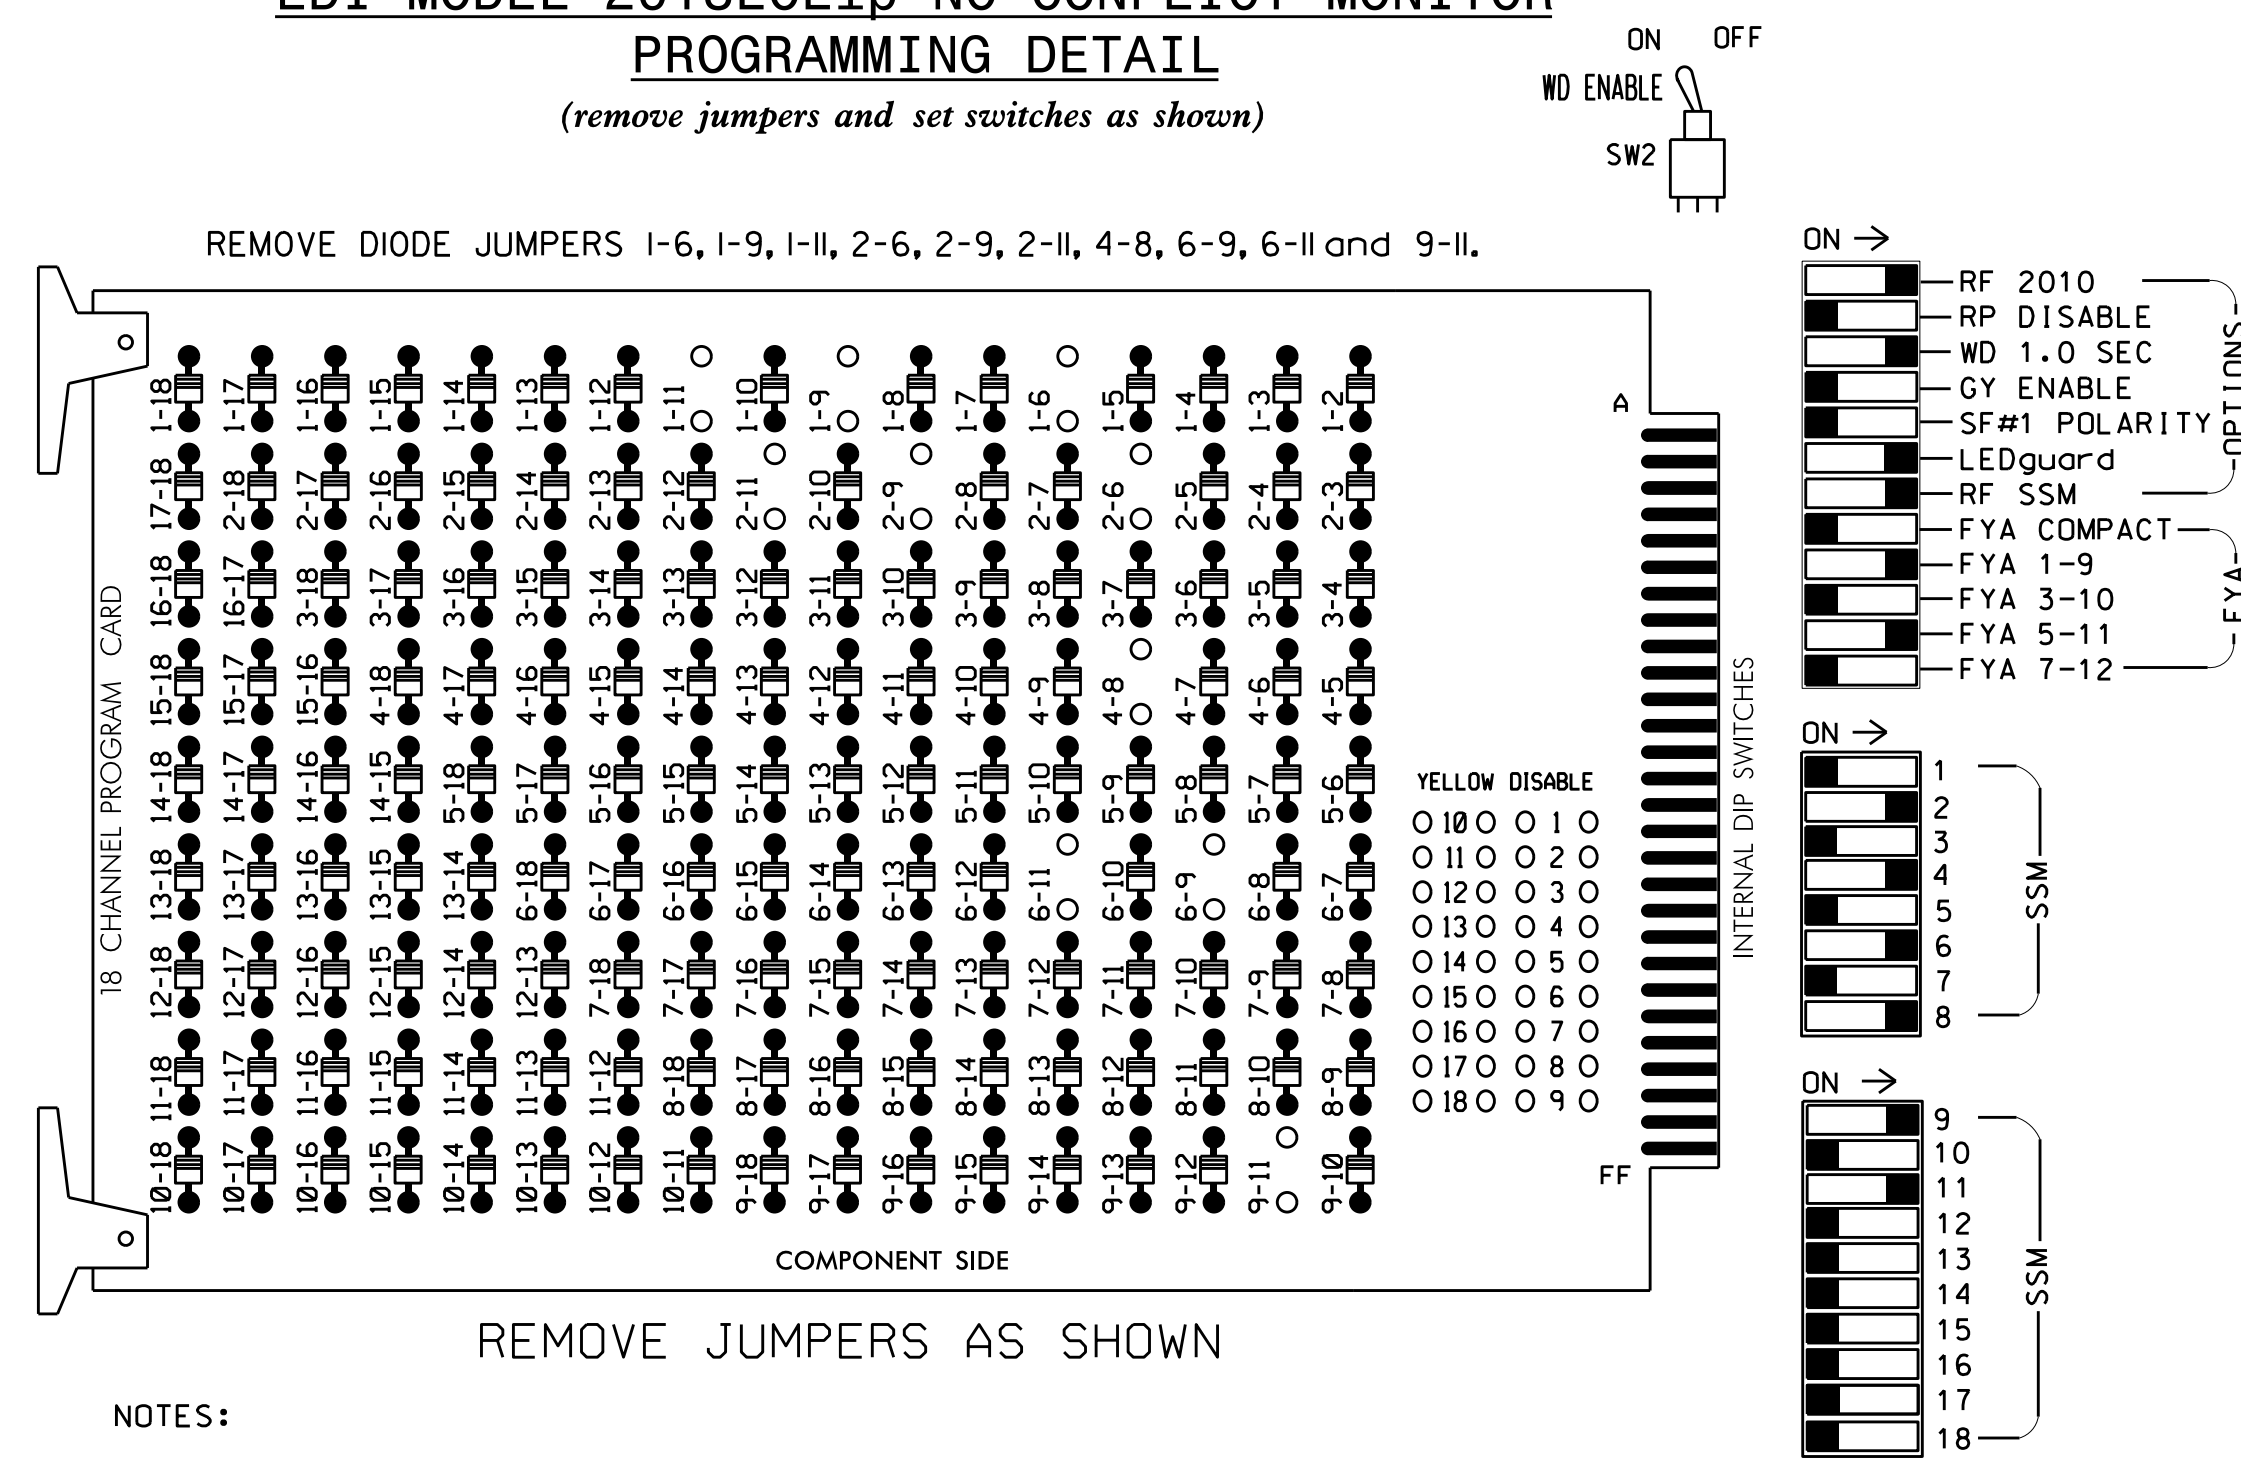 PROGRAMMING DETAIL
(remove jumpers and set switches as shown)
ON OFF
WD ENABLE
SW2
REMOVE DIODE JUMPERS 1-6, 1-9, 1-11, 2-6, 2-9, 2-11, 4-8, 6-9, 6-11 and 9-11.
18 CHANNEL PROGRAM CARD
1-18 1-17 1-16 1-15 1-14 1-13 1-12 1-11 1-10 1-9 1-8 1-7 1-6 1-5 1-4 1-3 1-2
17-18 2-18 2-17 2-16 2-15 2-14 2-13 2-12 2-11 2-10 2-9 2-8 2-7 2-6 2-5 2-4 2-3
16-18 16-17 3-18 3-17 3-16 3-15 3-14 3-13 3-12 3-11 3-10 3-9 3-8 3-7 3-6 3-5 3-4
15-18 15-17 15-16 4-18 4-17 4-16 4-15 4-14 4-13 4-12 4-11 4-10 4-9 4-8 4-7 4-6 4-5
14-18 14-17 14-16 14-15 5-18 5-17 5-16 5-15 5-14 5-13 5-12 5-11 5-10 5-9 5-8 5-7 5-6
13-18 13-17 13-16 13-15 13-14 6-18 6-17 6-16 6-15 6-14 6-13 6-12 6-11 6-10 6-9 6-8 6-7
12-18 12-17 12-16 12-15 12-14 12-13 7-18 7-17 7-16 7-15 7-14 7-13 7-12 7-11 7-10 7-9 7-8
11-18 11-17 11-16 11-15 11-14 11-13 11-12 8-18 8-17 8-16 8-15 8-14 8-13 8-12 8-11 8-10 8-9
10-18 10-17 10-16 10-15 10-14 10-13 10-12 10-11 9-18 9-17 9-16 9-15 9-14 9-13 9-12 9-11 9-10
YELLOW DISABLE
10 1
11 2
12 3
13 4
14 5
15 6
16 7
17 8
18 9
A
FF
COMPONENT SIDE
REMOVE JUMPERS AS SHOWN
NOTES:
INTERNAL DIP SWITCHES
ON
RF 2010
RP DISABLE
WD 1.0 SEC
GY ENABLE
SF#1 POLARITY
LEDguard
RF SSM
OPTIONS
FYA COMPACT
FYA 1-9
FYA 3-10
FYA 5-11
FYA 7-12
FYA
ON
1
2
3
4
5
6
7
8
SSM
ON
9
10
11
12
13
14
15
16
17
18
SSM